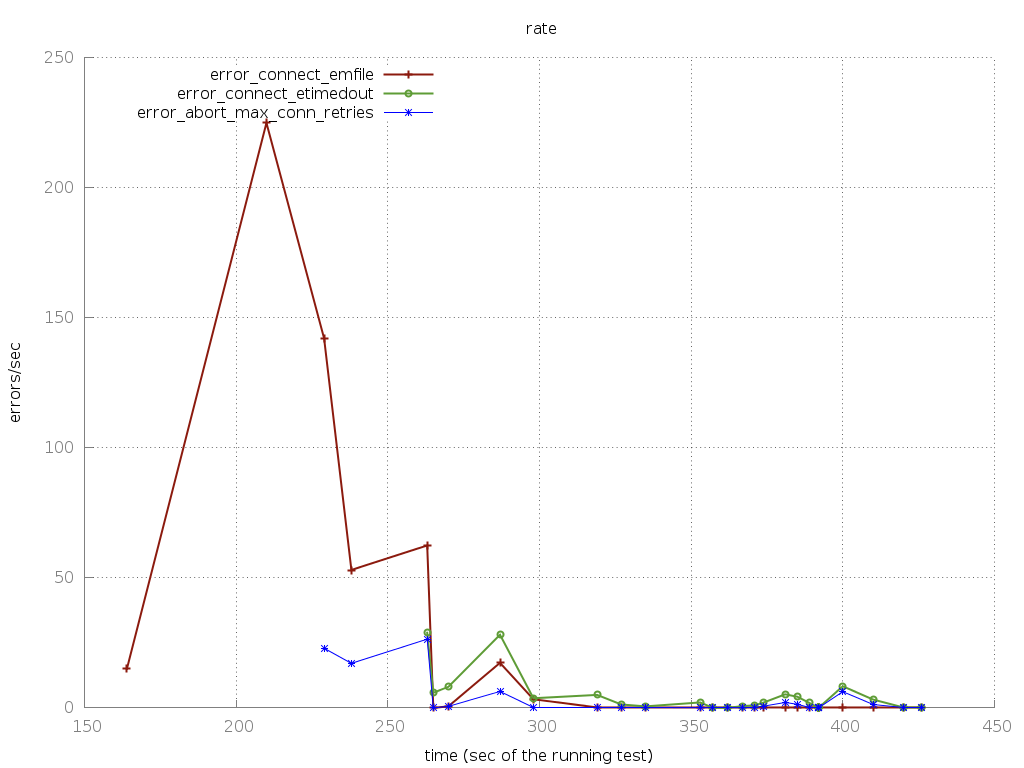 rate
250
200
150
100
50
0
errors/sec
error_connect_emfile
error_connect_etimedout
error_abort_max_conn_retries
150 200 250 300 350 400 450
time (sec of the running test)